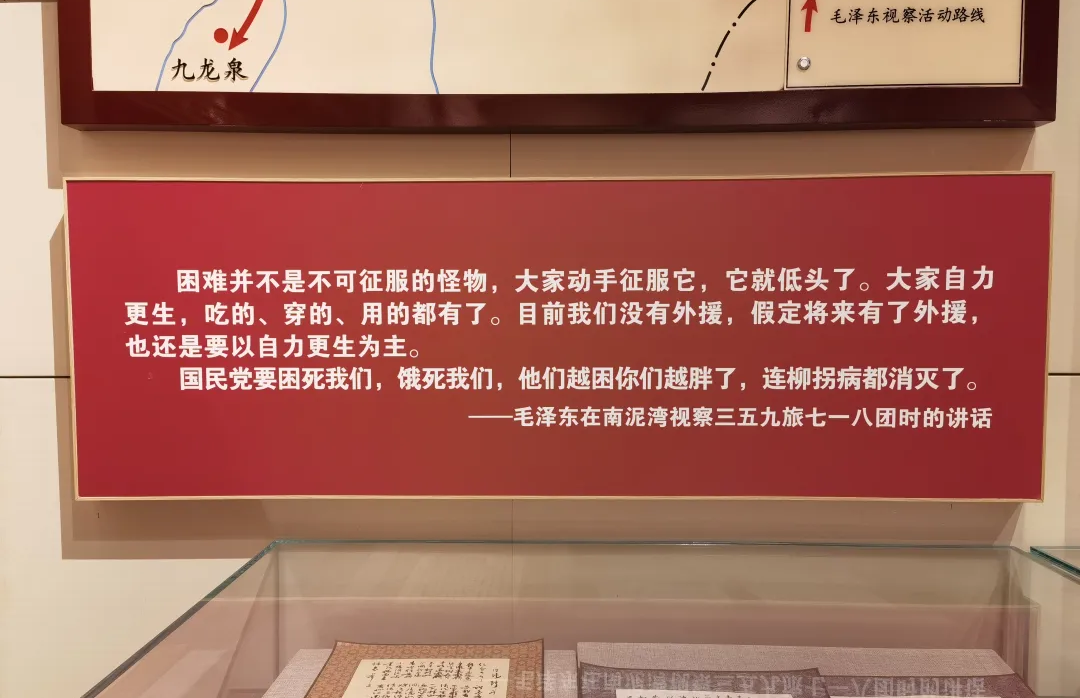 毛泽东视察活动路线
九龙泉
困难并不是不可征服的怪物，大家动手征服它，它就低头了。大家自力
更生，吃的、穿的、用的都有了。目前我们没有外援，假定将来有了外援，
也还是要以自力更生为主。
国民党要困死我们，饿死我们，他们越困你们越胖了，连柳拐病都消灭了。
——毛泽东在南泥湾视察三五九旅七一八团时的讲话